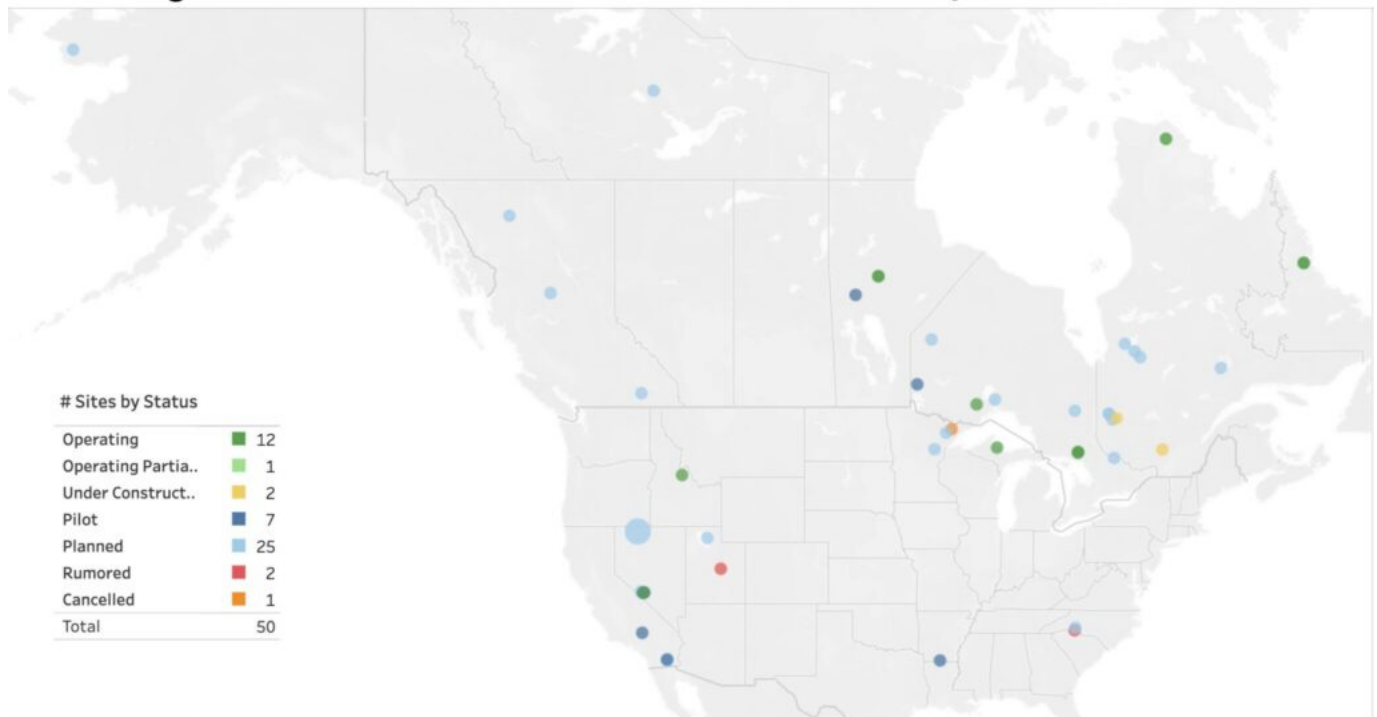 # Sites by Status
Operating 12
Operating Partia.. 1
Under Construct.. 2
Pilot 7
Planned 25
Rumored 2
Cancelled 1
Total 50